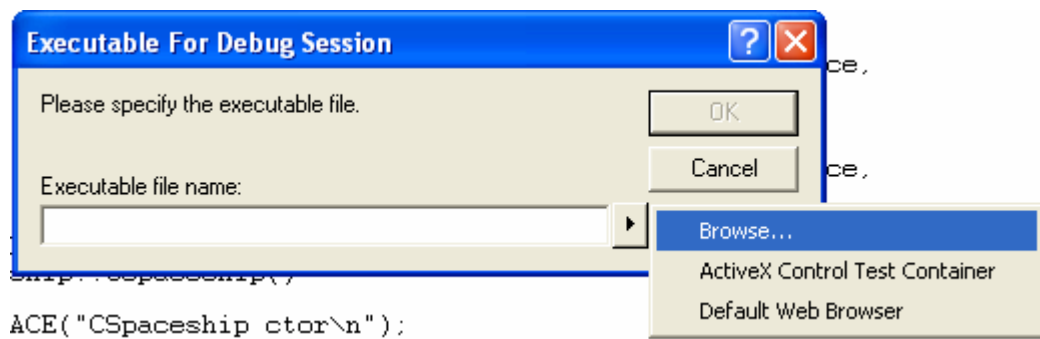 Executable For Debug Session
ce,
Please specify the executable file.
OK
Cancel
ce,
Executable file name:
Browse...
ActiveX Control Test Container
Default Web Browser
ACE("CSpaceship ctor\n");